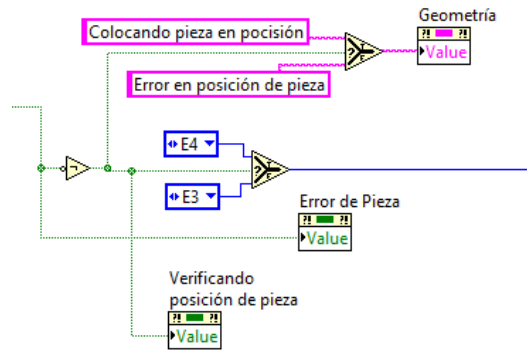 Geometría
Colocando pieza en pocisión
?!
?!
Value
?
T
F
Error en posición de pieza
E4
?
T
F
E3
Error de Pieza
?!
?!
Value
Verificando
posición de pieza
?!
?!
Value